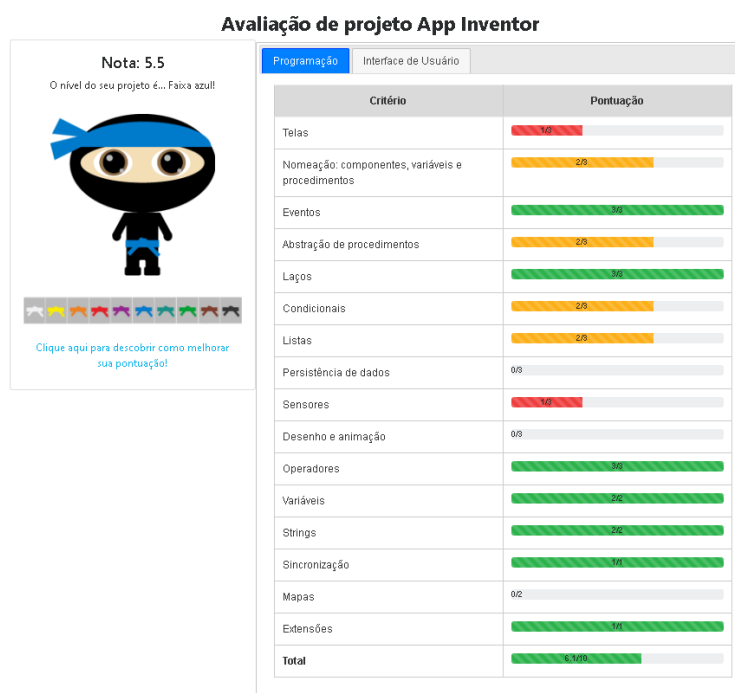 Avaliação de projeto App Inventor
Nota: 5.5
O nível do seu projeto é... Faixa azul!
Clique aqui para descobrir como melhorar
sua pontuação!
Programação
Interface de Usuário
Critério Pontuação
Telas 1/3
Nomeação: componentes, variáveis e
procedimentos 2/3
Eventos 3/3
Abstração de procedimentos 2/3
Laços 3/3
Condicionais 2/3
Listas 2/3
Persistência de dados 0/3
Sensores 1/3
Desenho e animação 0/3
Operadores 3/3
Variáveis 2/2
Strings 2/2
Sincronização 1/1
Mapas 0/2
Extensões 1/1
Total 6.1/10